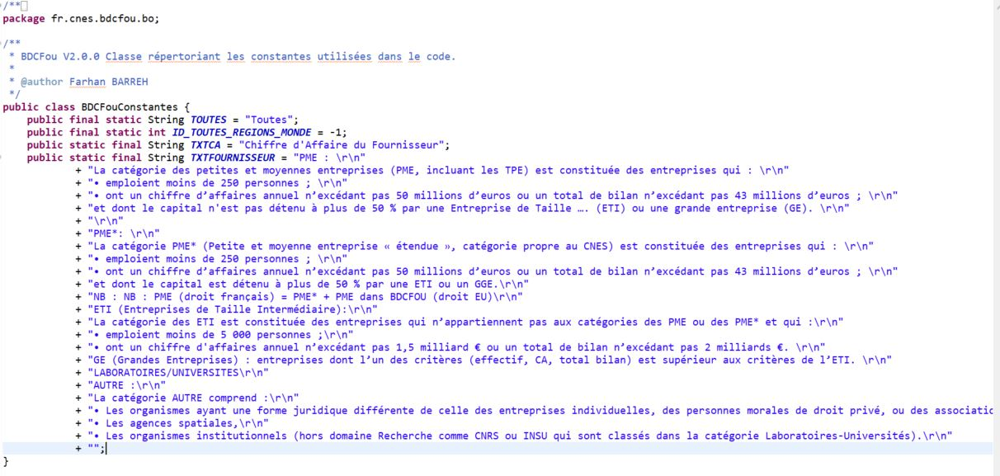 /**
package fr.cnes.bdcfou.bo;
/**
 * BDCFou V2.0.0 Classe répertoriant les constantes utilisées dans le code.
 *
 * @author Farhan BARREH
 */
public class BDCFouConstantes {
    public final static String TOUTES = "Toutes";
    public final static int ID_TOUTES_REGIONS_MONDE = -1;
    public static final String TXTCA = "Chiffre d'Affaire du Fournisseur";
    public static final String TXTFOURNISSEUR = "PME : \r\n"
            + "La catégorie des petites et moyennes entreprises (PME, incluant les TPE) est constituée des entreprises qui : \r\n"
            + "• emploient moins de 250 personnes ; \r\n"
            + "• ont un chiffre d’affaires annuel n’excédant pas 50 millions d’euros ou un total de bilan n’excédant pas 43 millions d’euros ; \r\n"
            + "et dont le capital n'est pas détenu à plus de 50 % par une Entreprise de Taille …. (ETI) ou une grande entreprise (GE). \r\n"
            + "\r\n"
            + "PME*: \r\n"
            + "La catégorie PME* (Petite et moyenne entreprise « étendue », catégorie propre au CNES) est constituée des entreprises qui : \r\n"
            + "• emploient moins de 250 personnes ; \r\n"
            + "• ont un chiffre d’affaires annuel n’excédant pas 50 millions d’euros ou un total de bilan n’excédant pas 43 millions d’euros ; \r\n"
            + "et dont le capital est détenu à plus de 50 % par une ETI ou un GGE.\r\n"
            + "NB : NB : PME (droit français) = PME* + PME dans BDCFOU (droit EU)\r\n"
            + "ETI (Entreprises de Taille Intermédiaire):\r\n"
            + "La catégorie des ETI est constituée des entreprises qui n’appartiennent pas aux catégories des PME ou des PME* et qui :\r\n"
            + "• emploient moins de 5 000 personnes ;\r\n"
            + "• ont un chiffre d'affaires annuel n’excédant pas 1,5 milliard € ou un total de bilan n’excédant pas 2 milliards €. \r\n"
            + "GE (Grandes Entreprises) : entreprises dont l’un des critères (effectif, CA, total bilan) est supérieur aux critères de l’ETI. \r\n"
            + "LABORATOIRES/UNIVERSITES\r\n"
            + "AUTRE :\r\n"
            + "La catégorie AUTRE comprend :\r\n"
            + "• Les organismes ayant une forme juridique différente de celle des entreprises individuelles, des personnes morales de droit privé, ou des
            + "• Les agences spatiales,\r\n"
            + "• Les organismes institutionnels (hors domaine Recherche comme CNRS ou INSU qui sont classés dans la catégorie Laboratoires-Universités).\r\n"
            + "";
}